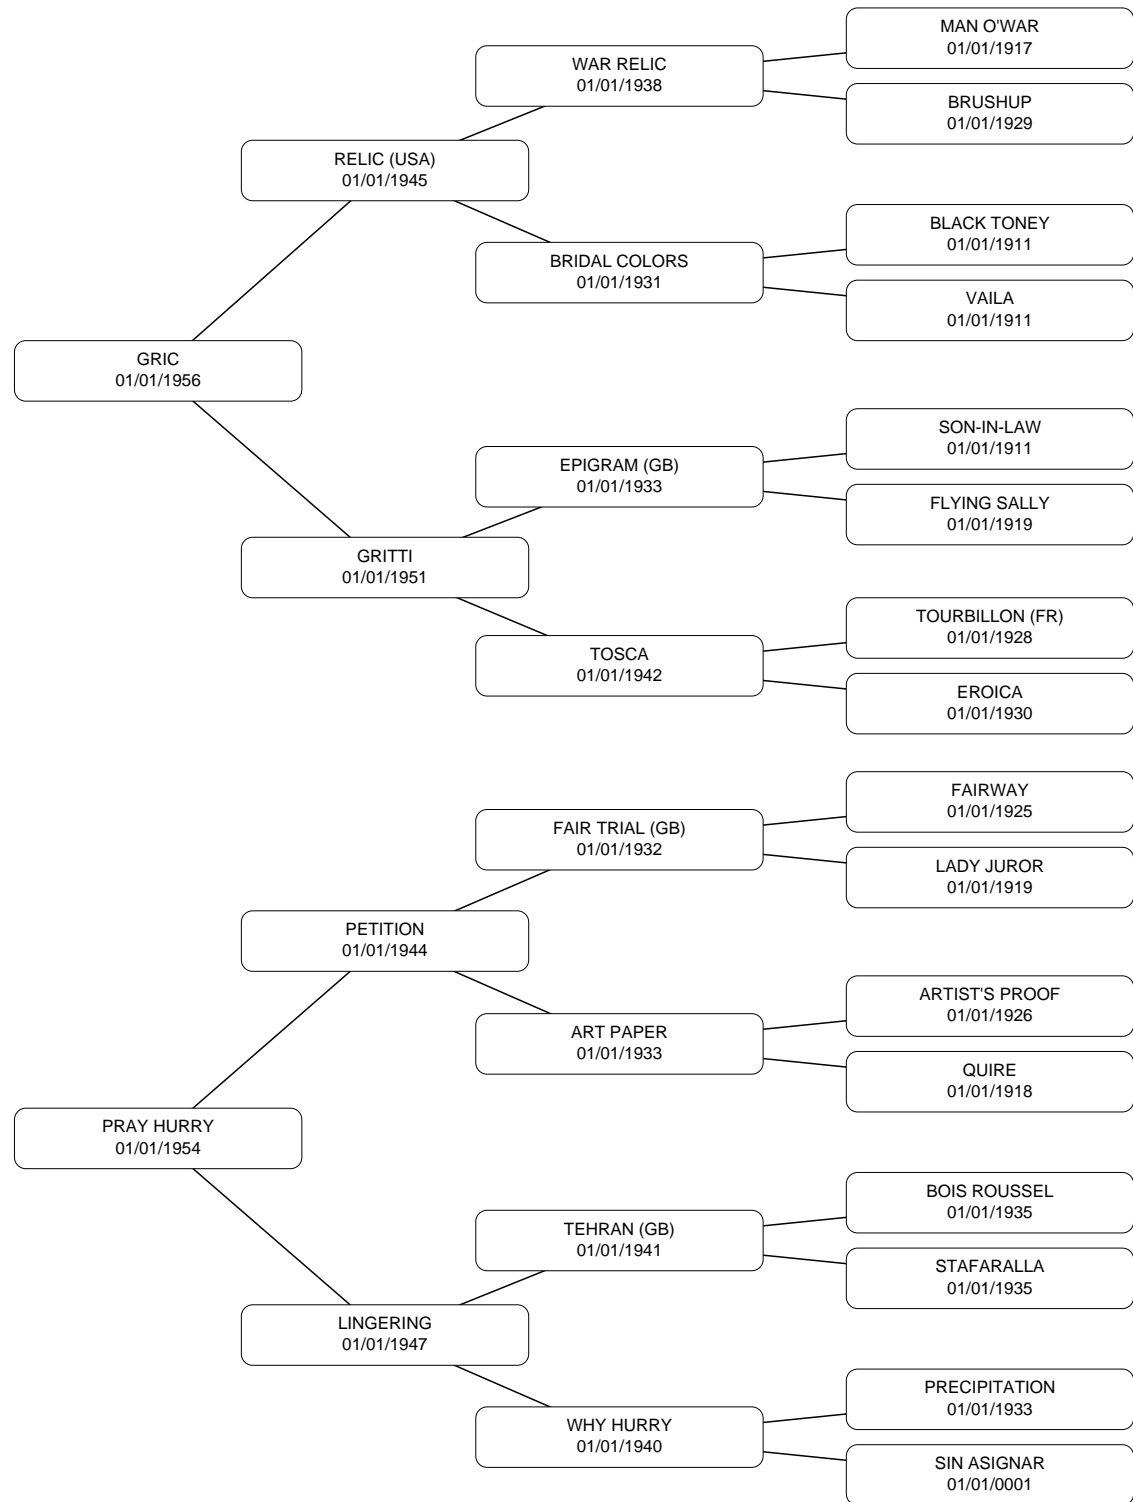 MAN O'WAR
01/01/1917
WAR RELIC
01/01/1938
BRUSHUP
01/01/1929
RELIC (USA)
01/01/1945
BLACK TONEY
01/01/1911
BRIDAL COLORS
01/01/1931
VAILA
01/01/1911
GRIC
01/01/1956
SON-IN-LAW
01/01/1911
EPIGRAM (GB)
01/01/1933
FLYING SALLY
01/01/1919
GRITTI
01/01/1951
TOURBILLON (FR)
01/01/1928
TOSCA
01/01/1942
EROICA
01/01/1930
FAIRWAY
01/01/1925
FAIR TRIAL (GB)
01/01/1932
LADY JUROR
01/01/1919
PETITION
01/01/1944
ARTIST'S PROOF
01/01/1926
ART PAPER
01/01/1933
QUIRE
01/01/1918
PRAY HURRY
01/01/1954
BOIS ROUSSEL
01/01/1935
TEHRAN (GB)
01/01/1941
STAFARALLA
01/01/1935
LINGERING
01/01/1947
PRECIPITATION
01/01/1933
WHY HURRY
01/01/1940
SIN ASIGNAR
01/01/0001